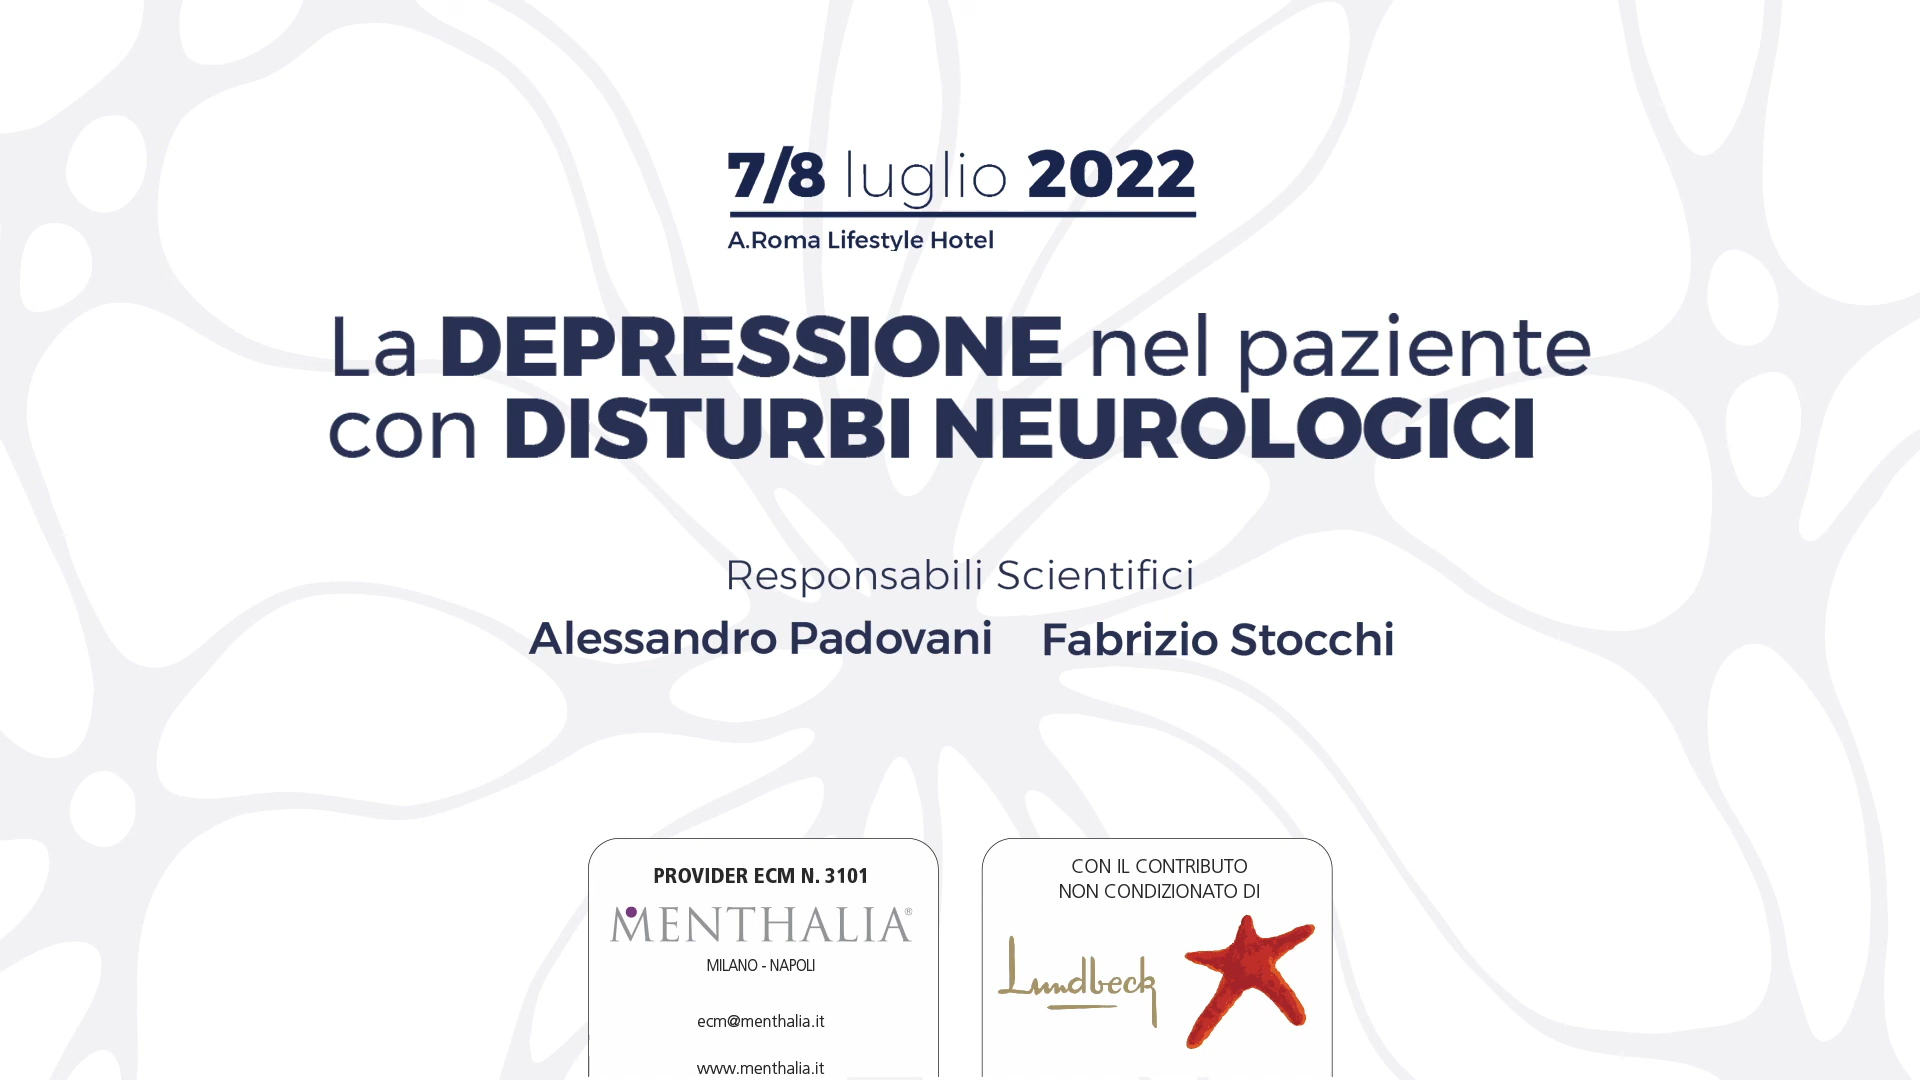 7/8 luglio 2022
A.Roma Lifestyle Hotel
La DEPRESSIONE nel paziente
con DISTURBI NEUROLOGICI
Responsabili Scientifici
Alessandro Padovani Fabrizio Stocchi
PROVIDER ECM N. 3101
MENTHALIA®
MILANO - NAPOLI
ecm@menthalia.it
www.menthalia.it
CON IL CONTRIBUTO
NON CONDIZIONATO DI
Lundbeck